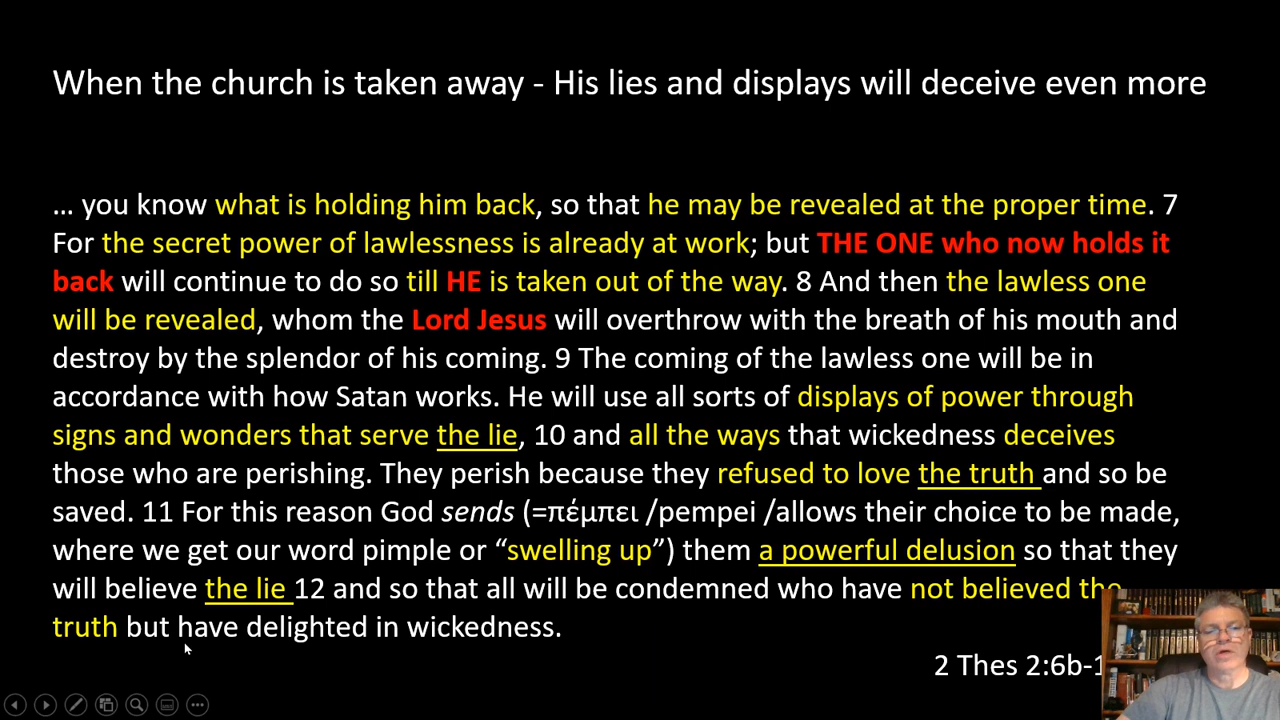 When the church is taken away - His lies and displays will deceive even more
... you know what is holding him back, so that he may be revealed at the proper time. 7
For the secret power of lawlessness is already at work; but THE ONE who now holds it
back will continue to do so till HE is taken out of the way. 8 And then the lawless one
will be revealed, whom the Lord Jesus will overthrow with the breath of his mouth and
destroy by the splendor of his coming. 9 The coming of the lawless one will be in
accordance with how Satan works. He will use all sorts of displays of power through
signs and wonders that serve the lie, 10 and all the ways that wickedness deceives
those who are perishing. They perish because they refused to love the truth and so be
saved. 11 For this reason God sends (=πέμπει /pempei /allows their choice to be made,
where we get our word pimple or “swelling up”) them a powerful delusion so that they
will believe the lie 12 and so that all will be condemned who have not believed the
truth but have delighted in wickedness.
2 Thes 2:6b-1